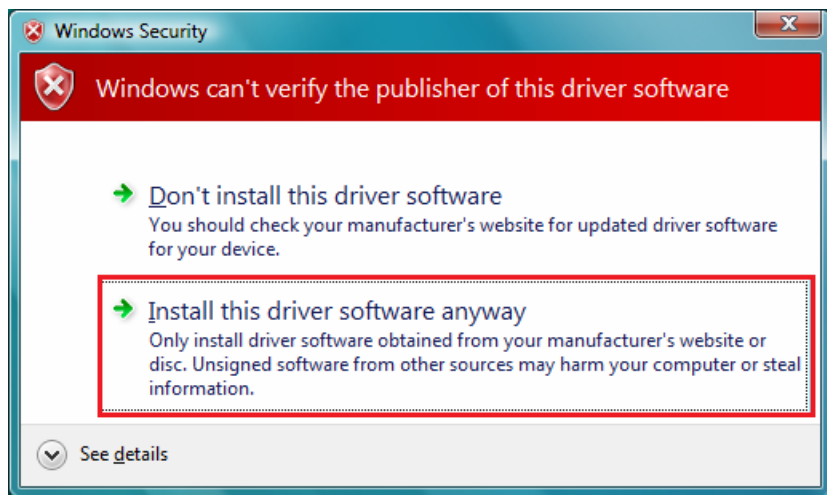 Windows Security
Windows can't verify the publisher of this driver software
Don't install this driver software
You should check your manufacturer's website for updated driver software
for your device.
Install this driver software anyway
Only install driver software obtained from your manufacturer's website or
disc. Unsigned software from other sources may harm your computer or steal
information.
See details